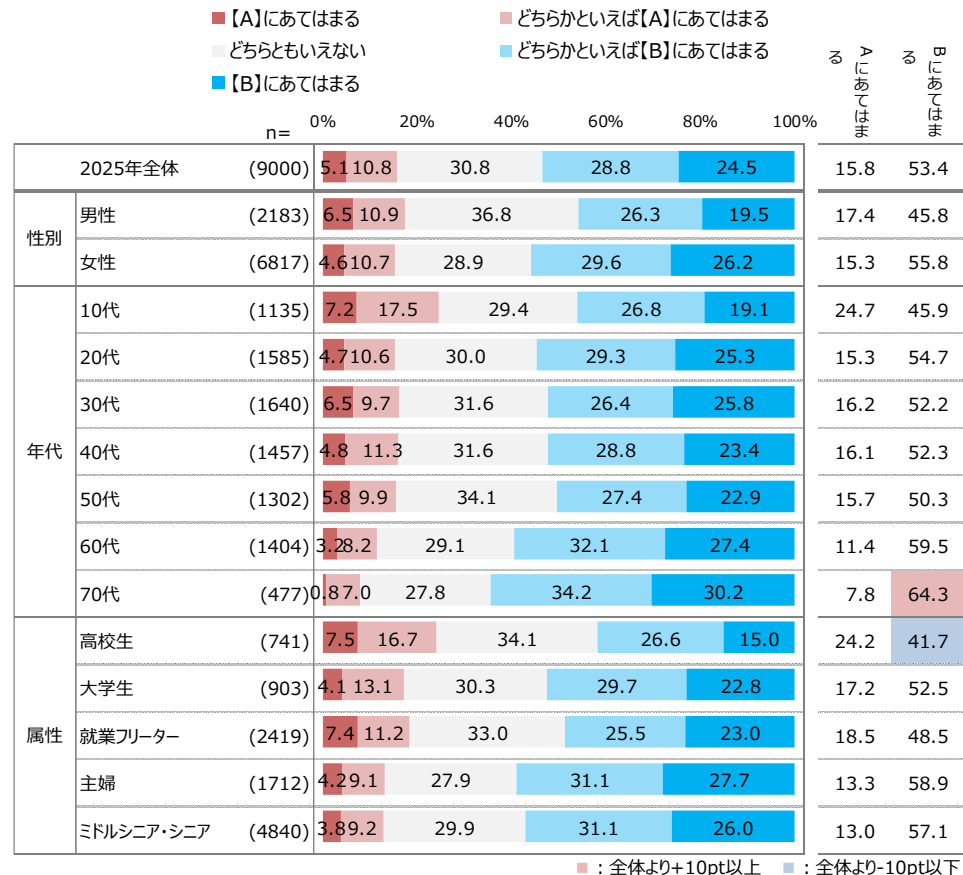 ■【A】にあてはまる ■どちらかといえば【A】にあてはまる
■どちらともいえない ■どちらかといえば【B】にあてはまる
■【B】にあてはまる
Aにあてはまる Bにあてはまる
n= 0% 20% 40% 60% 80% 100%
2025年全体 (9000) 5.1 10.8 30.8 28.8 24.5 15.8 53.4
性別
男性 (2183) 6.5 10.9 36.8 26.3 19.5 17.4 45.8
女性 (6817) 4.6 10.7 28.9 29.6 26.2 15.3 55.8
年代
10代 (1135) 7.2 17.5 29.4 26.8 19.1 24.7 45.9
20代 (1585) 4.7 10.6 30.0 29.3 25.3 15.3 54.7
30代 (1640) 6.5 9.7 31.6 26.4 25.8 16.2 52.2
40代 (1457) 4.8 11.3 31.6 28.8 23.4 16.1 52.3
50代 (1302) 5.8 9.9 34.1 27.4 22.9 15.7 50.3
60代 (1404) 3.2 8.2 29.1 32.1 27.4 11.4 59.5
70代 (477) 0.8 7.0 27.8 34.2 30.2 7.8 64.3
属性
高校生 (741) 7.5 16.7 34.1 26.6 15.0 24.2 41.7
大学生 (903) 4.1 13.1 30.3 29.7 22.8 17.2 52.5
就業フリーター (2419) 7.4 11.2 33.0 25.5 23.0 18.5 48.5
主婦 (1712) 4.2 9.1 27.9 31.1 27.7 13.3 58.9
ミドルシニア・シニア (4840) 3.8 9.2 29.9 31.1 26.0 13.0 57.1
■：全体より+10pt以上 ■：全体より-10pt以下